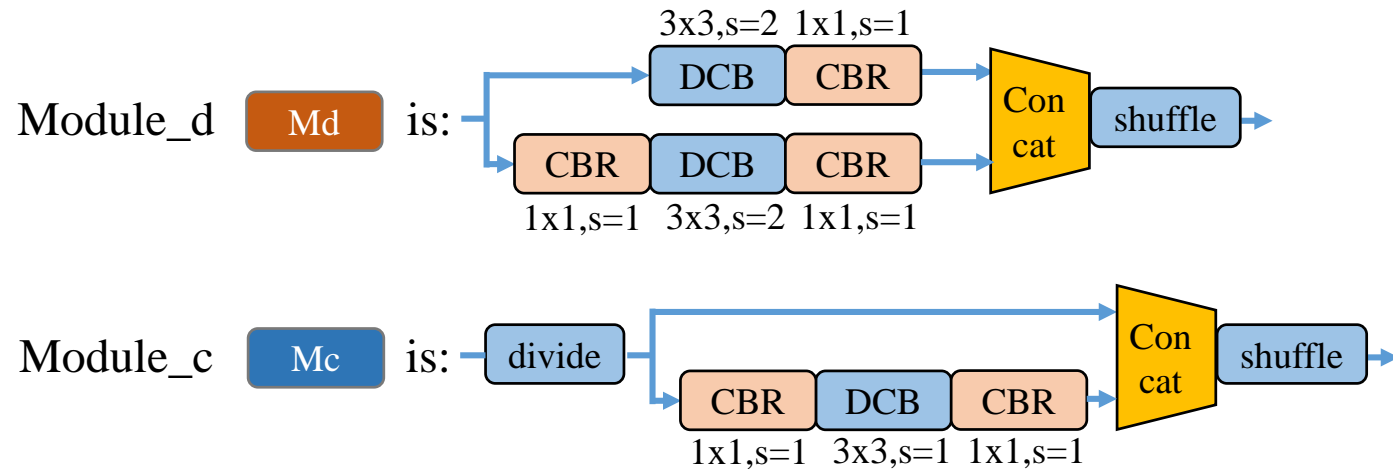 3x3,s=2 1x1,s=1
Module_d Md is: DCB CBR Con
cat shuffle
CBR DCB CBR
1x1,s=1 3x3,s=2 1x1,s=1
Module_c Mc is: divide Con
cat shuffle
CBR DCB CBR
1x1,s=1 3x3,s=1 1x1,s=1